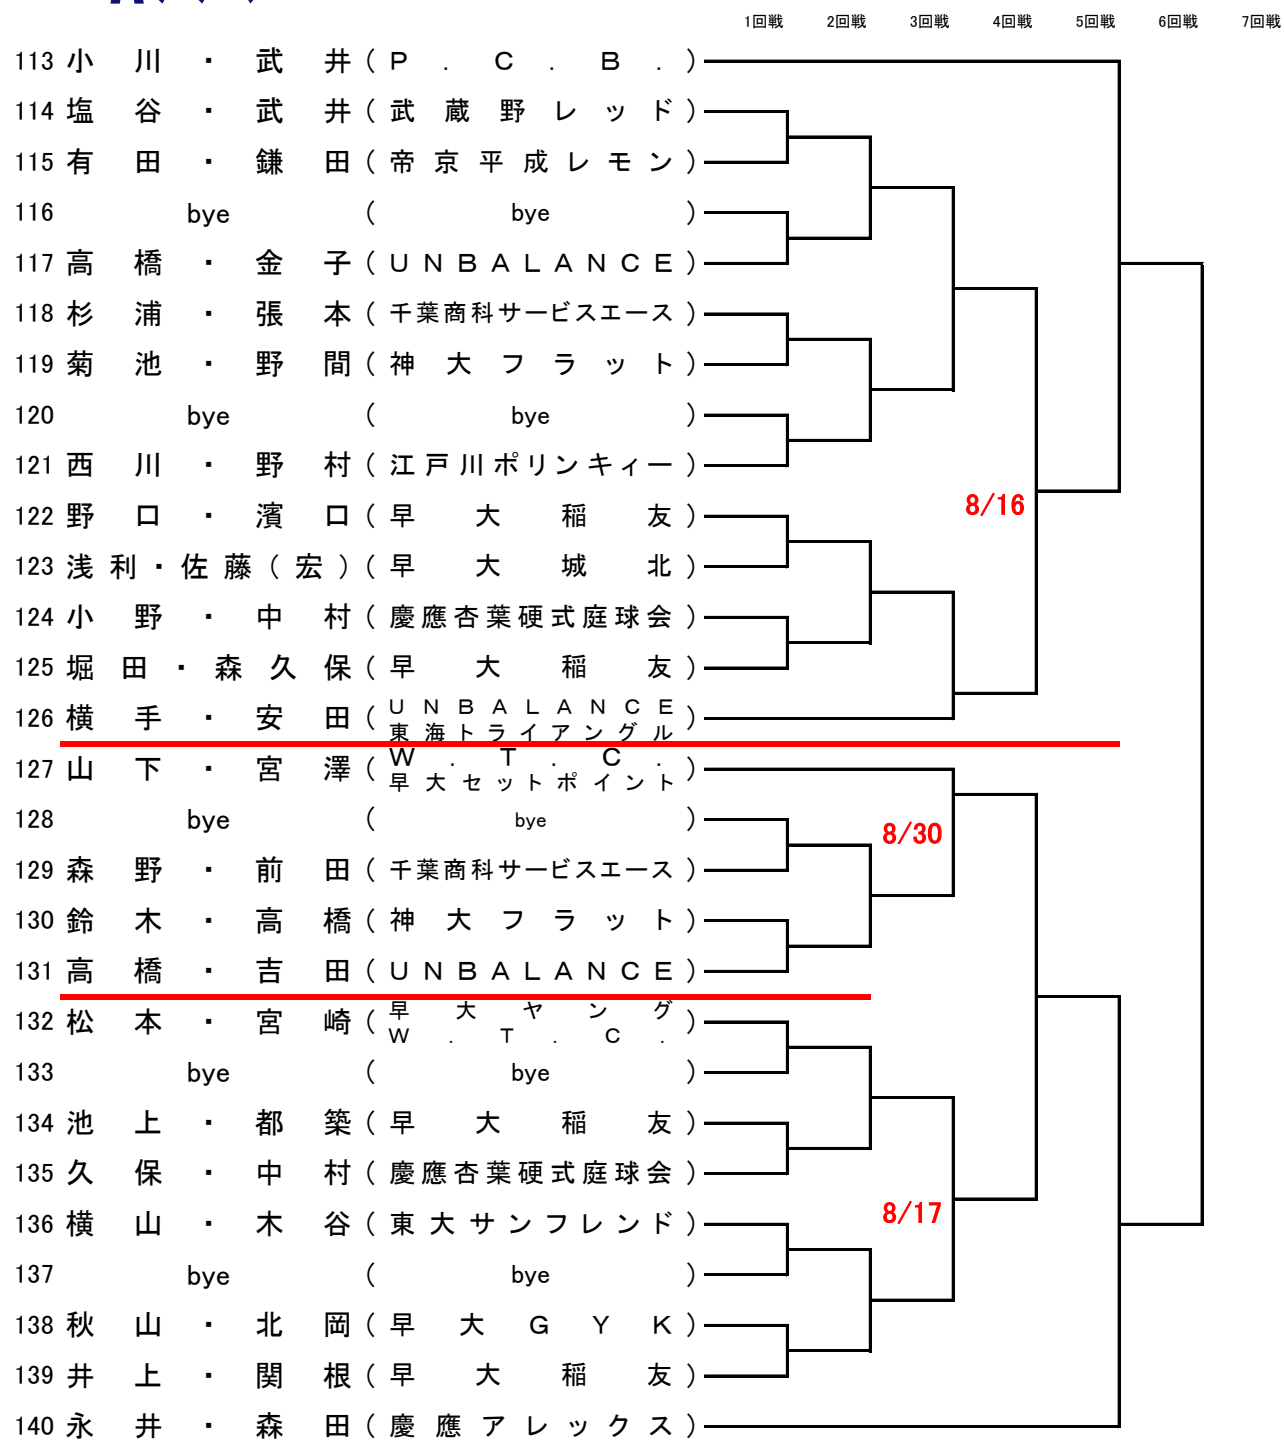 1回戦 2回戦 3回戦 4回戦 5回戦 6回戦 7回戦
113 小川・武井 (P.C.B.)
114 塩谷・武井 (武蔵野レッド)
115 有田・鎌田 (帝京平成レモン)
116 bye (bye)
117 高橋・金子 (UNBALANCE)
118 杉浦・張本 (千葉商科サービスエース)
119 菊池・野間 (神大フラット)
120 bye (bye)
121 西川・野村 (江戸川ポリンキィー)
8/16
122 野口・濱口 (早大稲友)
123 浅利・佐藤(宏) (早大城北)
124 小野・中村 (慶應杏葉硬式庭球会)
125 堀田・森久保 (早大稲友)
126 横手・安田 (UNBALANCE
東海トライアングル)
127 山下・宮澤 (W.T.C.
早大セットポイント)
128 bye (bye)
8/30
129 森野・前田 (千葉商科サービスエース)
130 鈴木・高橋 (神大フラット)
131 高橋・吉田 (UNBALANCE)
132 松本・宮崎 (早大ヤング
W.T.C.)
133 bye (bye)
134 池上・都築 (早大稲友)
135 久保・中村 (慶應杏葉硬式庭球会)
8/17
136 横山・木谷 (東大サンフレンド)
137 bye (bye)
138 秋山・北岡 (早大GYK)
139 井上・関根 (早大稲友)
140 永井・森田 (慶應アレックス)